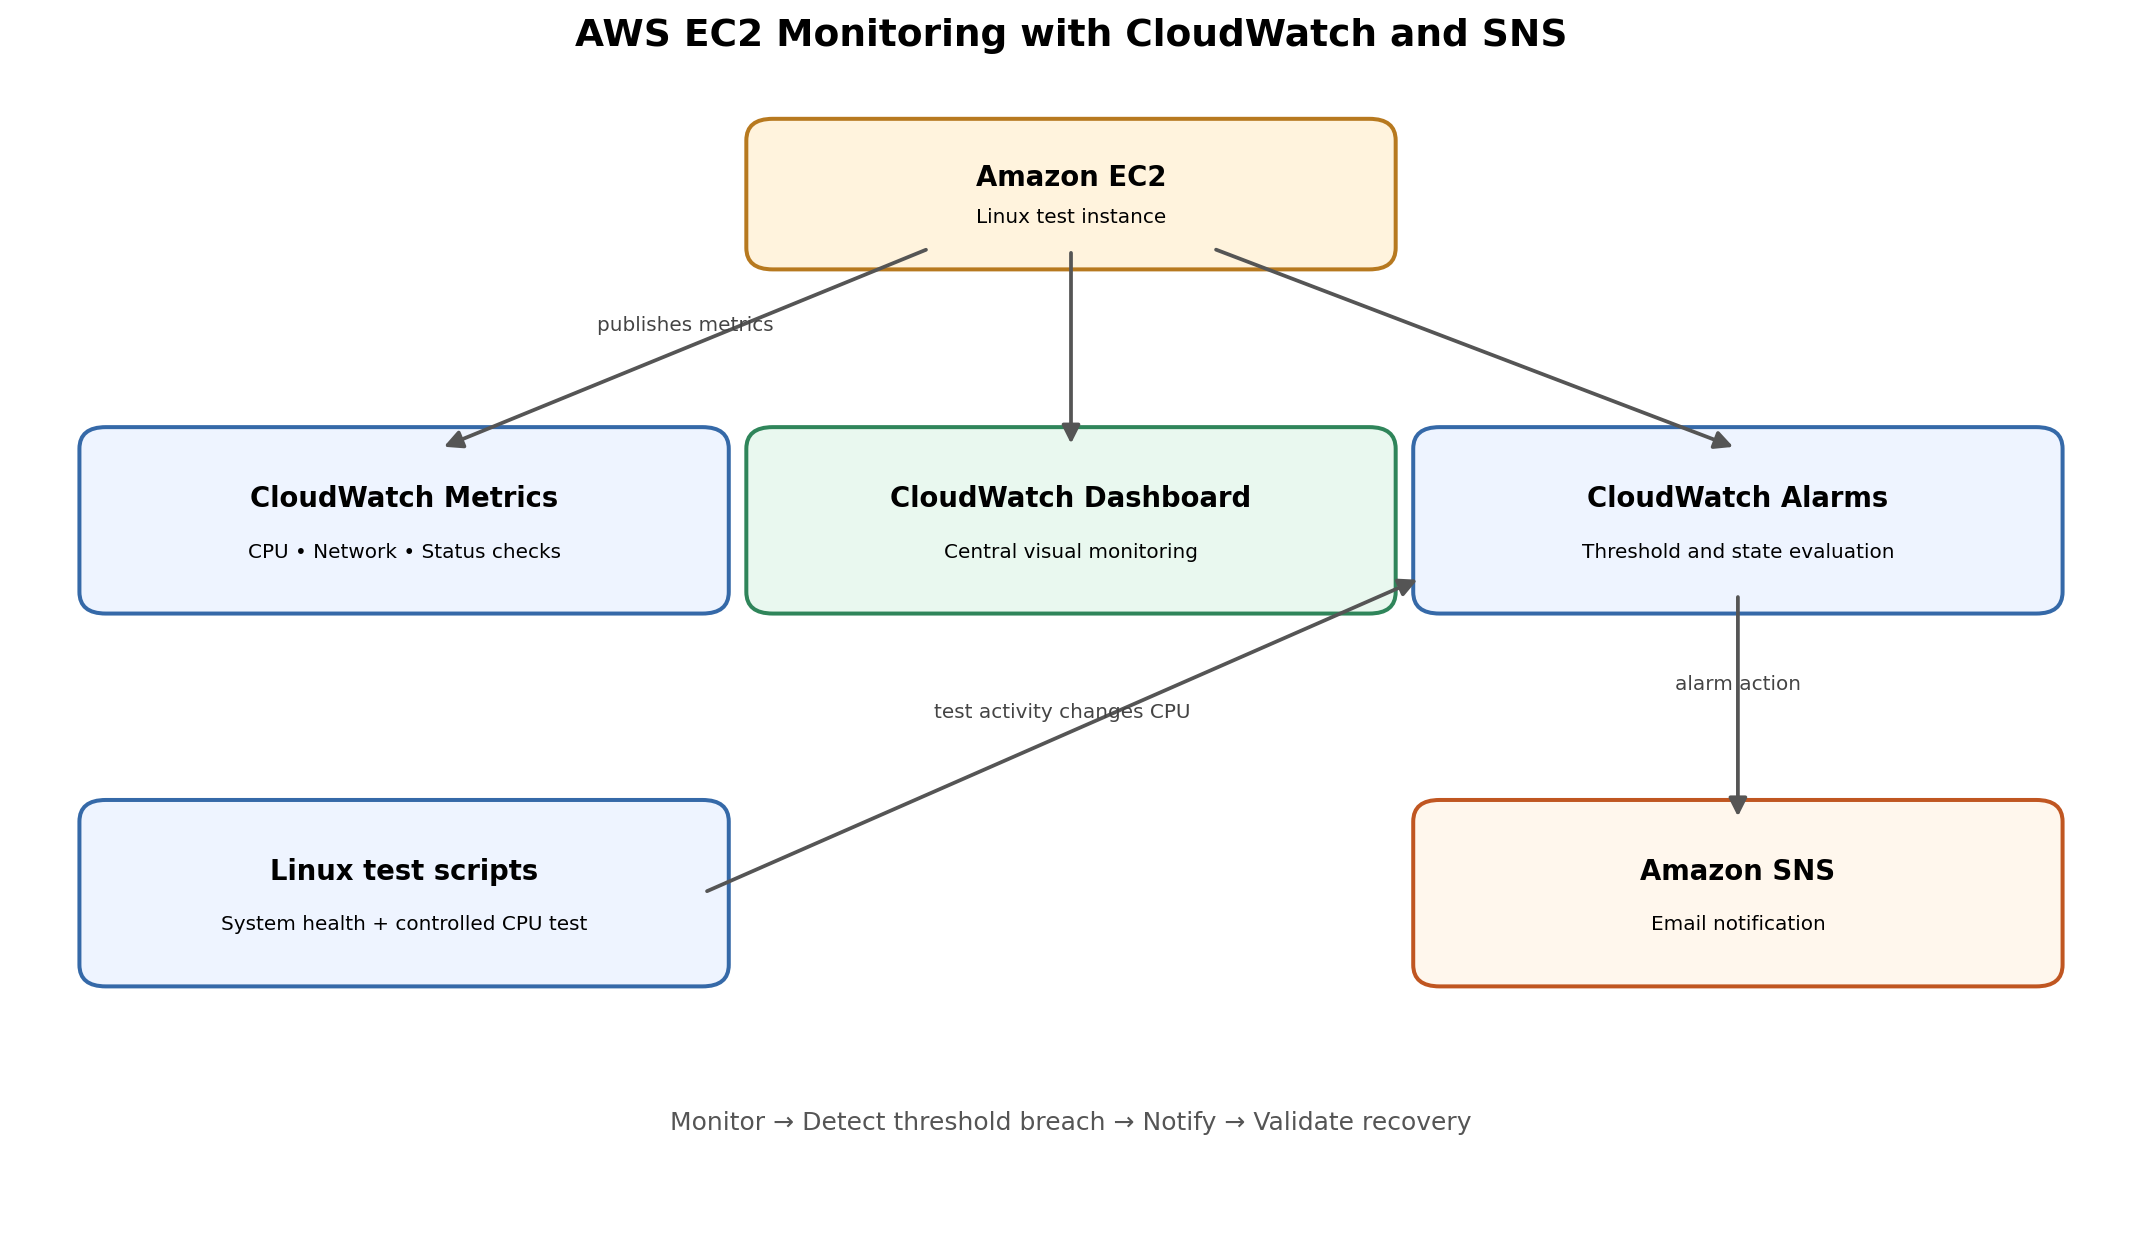 AWS EC2 Monitoring with CloudWatch and SNS
Amazon EC2
Linux test instance
publishes metrics
CloudWatch Metrics
CPU • Network • Status checks
CloudWatch Dashboard
Central visual monitoring
CloudWatch Alarms
Threshold and state evaluation
test activity changes CPU
alarm action
Linux test scripts
System health + controlled CPU test
Amazon SNS
Email notification
Monitor → Detect threshold breach → Notify → Validate recovery